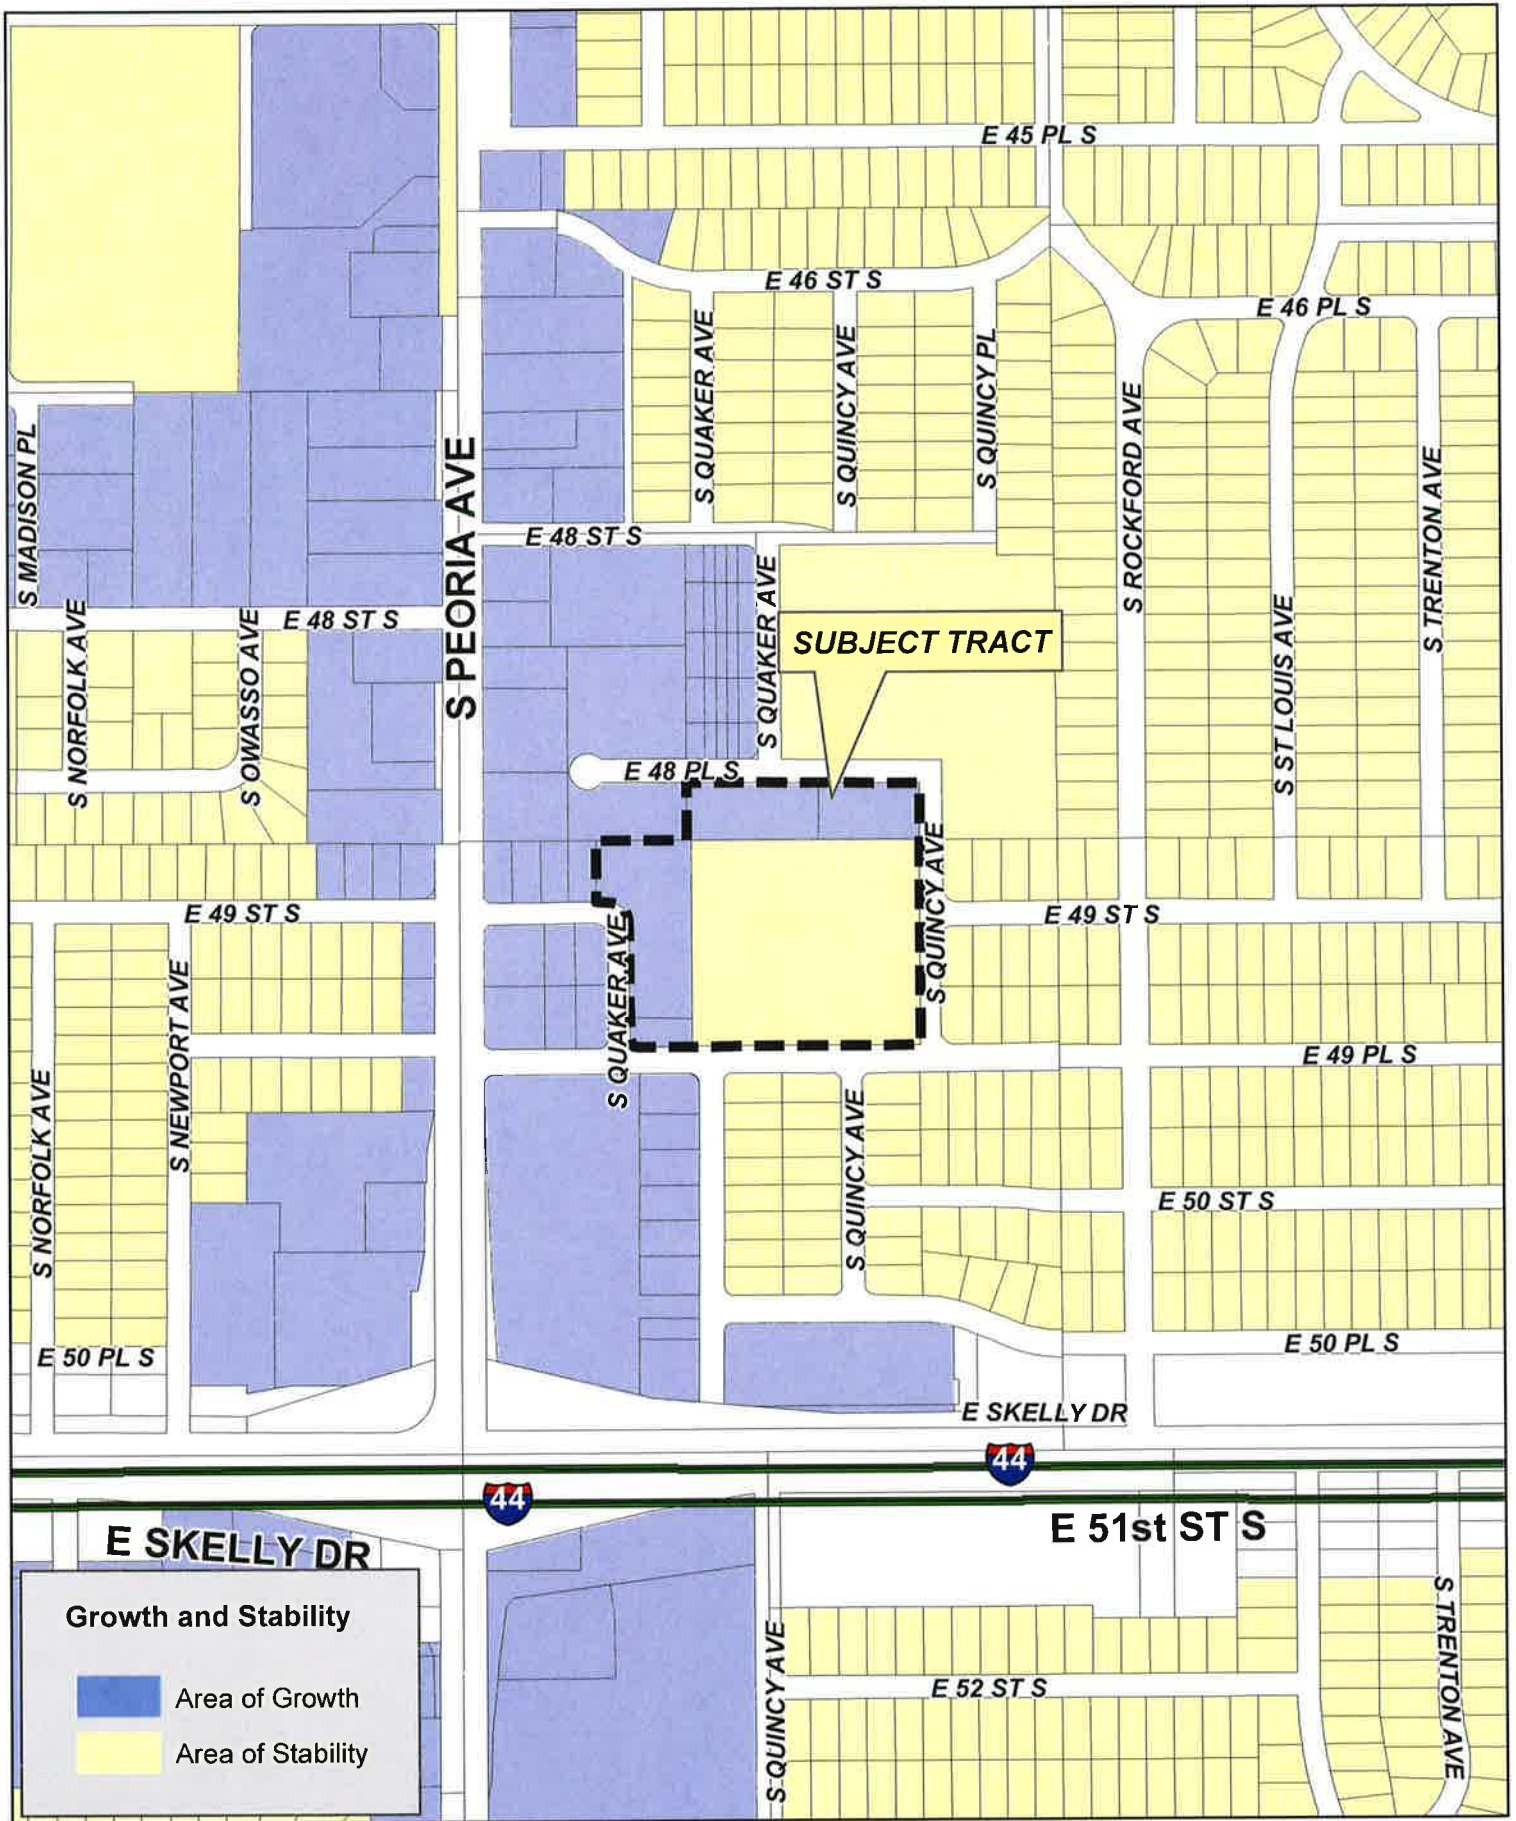 E 45 PL S
E 46 ST S
E 46 PL S
S QUAKER AVE
S QUINCY AVE
S QUINCY PL
S ROCKFORD AVE
S MADISON PL
S PEORIA AVE
S TRENTON AVE
E 48 ST S
S QUAKER AVE
S ST LOUIS AVE
S NORFOLK AVE
S OWASSO AVE
E 48 ST S
SUBJECT TRACT
E 48 PL S
S QUINCY AVE
E 49 ST S
E 49 ST S
S QUAKER AVE
S NEWPORT AVE
E 49 PL S
S NORFOLK AVE
S QUINCY AVE
E 50 ST S
E 50 PL S
E 50 PL S
E SKELLY DR
44
44
E 51st ST S
E SKELLY DR
Growth and Stability
Area of Growth
Area of Stability
S QUINCY AVE
E 52 ST S
S TRENTON AVE